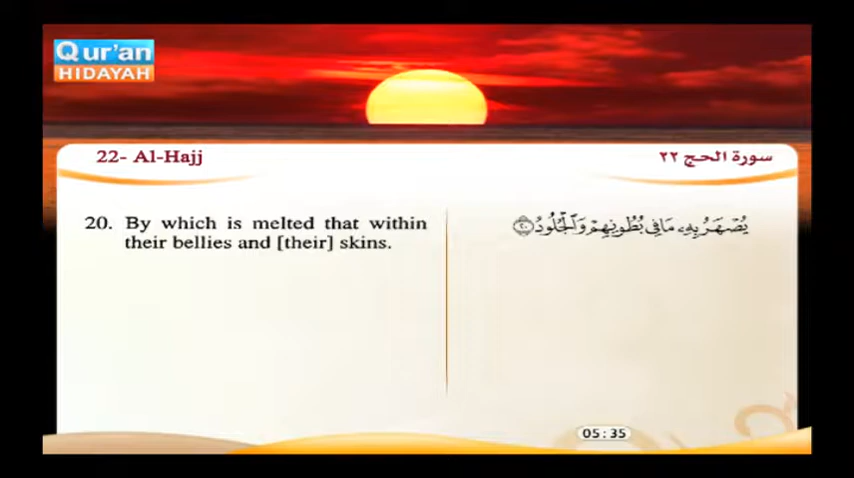 Qur'an
HIDAYAH
22- Al-Hajj
سورة الحج ٢٢
20. By which is melted that within
their bellies and [their] skins.
يُصْهَرُ بِهِۦ مَا فِى بُطُونِهِمْ وَٱلْجُلُودُ ٢٠
05:35